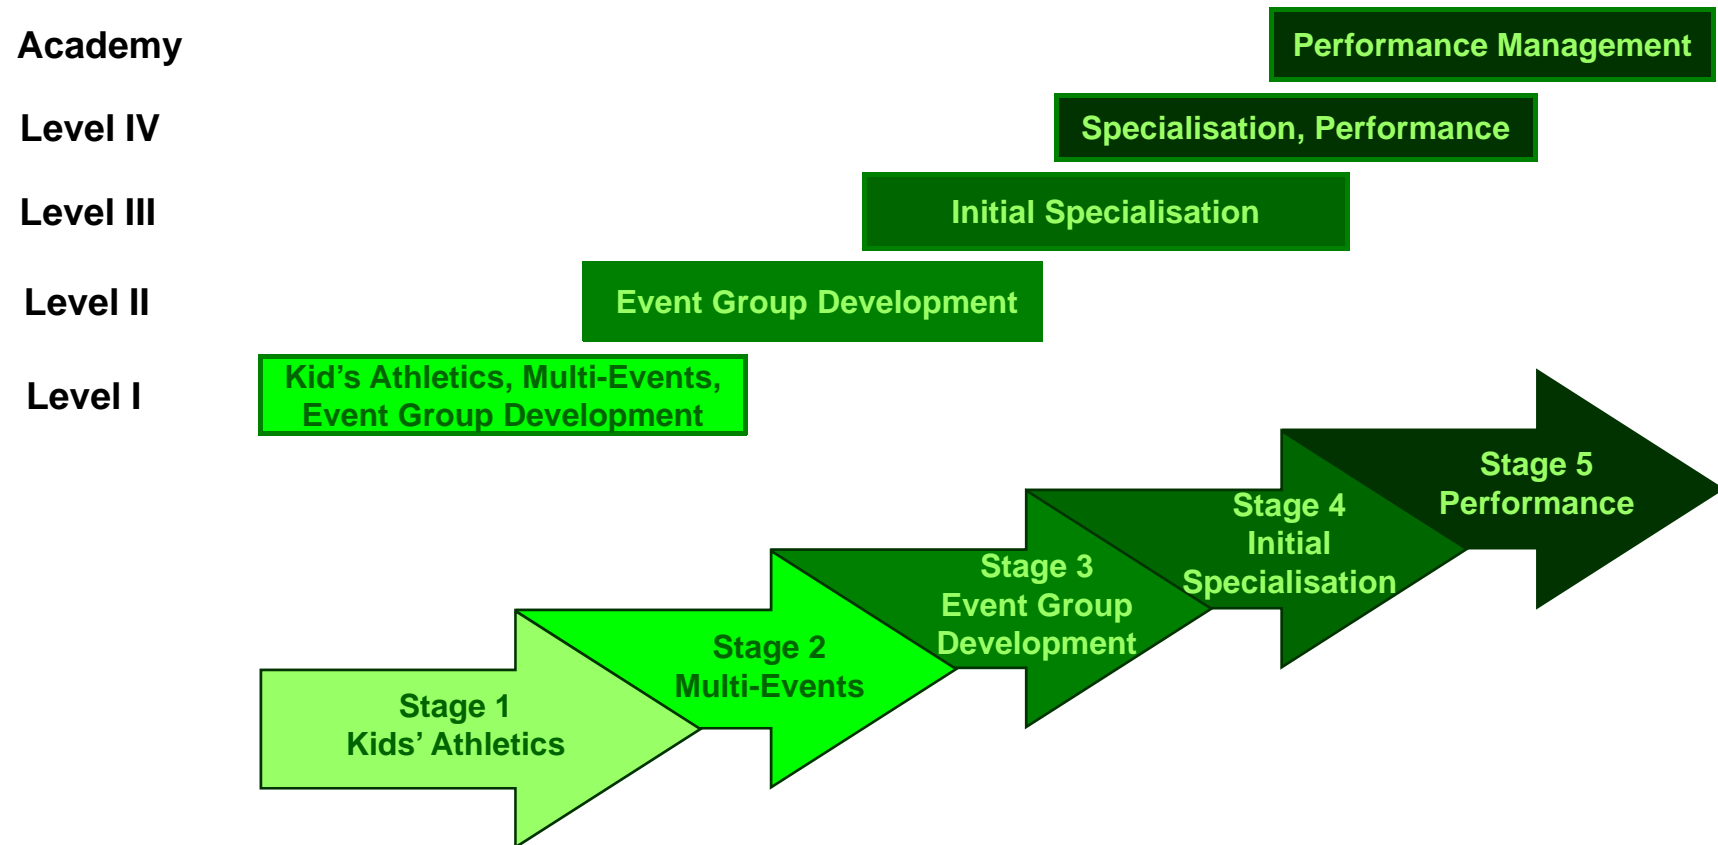 Academy
Performance Management
Level IV
Specialisation, Performance
Level III
Initial Specialisation
Level II
Event Group Development
Level I
Kid's Athletics, Multi-Events,
Event Group Development
Stage 5
Performance
Stage 4
Initial
Specialisation
Stage 3
Event Group
Development
Stage 2
Multi-Events
Stage 1
Kids’ Athletics